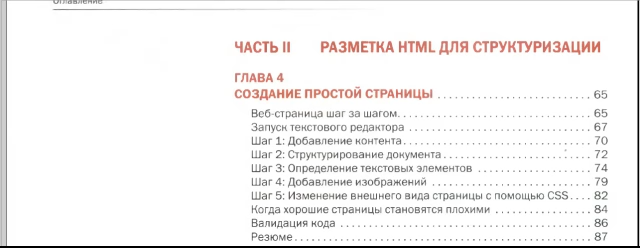 Оглавление
ЧАСТЬ II РАЗМЕТКА HTML ДЛЯ СТРУКТУРИЗАЦИИ
ГЛАВА 4
СОЗДАНИЕ ПРОСТОЙ СТРАНИЦЫ 65
Веб-страница шаг за шагом 65
Запуск текстового редактора 67
Шаг 1: Добавление контента 70
Шаг 2: Структурирование документа 72
Шаг 3: Определение текстовых элементов 74
Шаг 4: Добавление изображений 79
Шаг 5: Изменение внешнего вида страницы с помощью CSS 82
Когда хорошие страницы становятся плохими 84
Валидация кода 86
Резюме 87